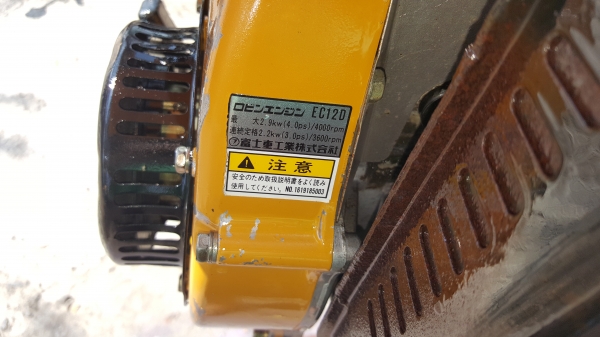 ロビンエンジン EC12D
最 大2.9kw(4.0ps)/4000rpm
連続定格2.2kw(3.0ps)/3600rpm
富士重工業株式会社
注意
安全のため取扱説明書をよく読み
使用してください。NO.1619185003